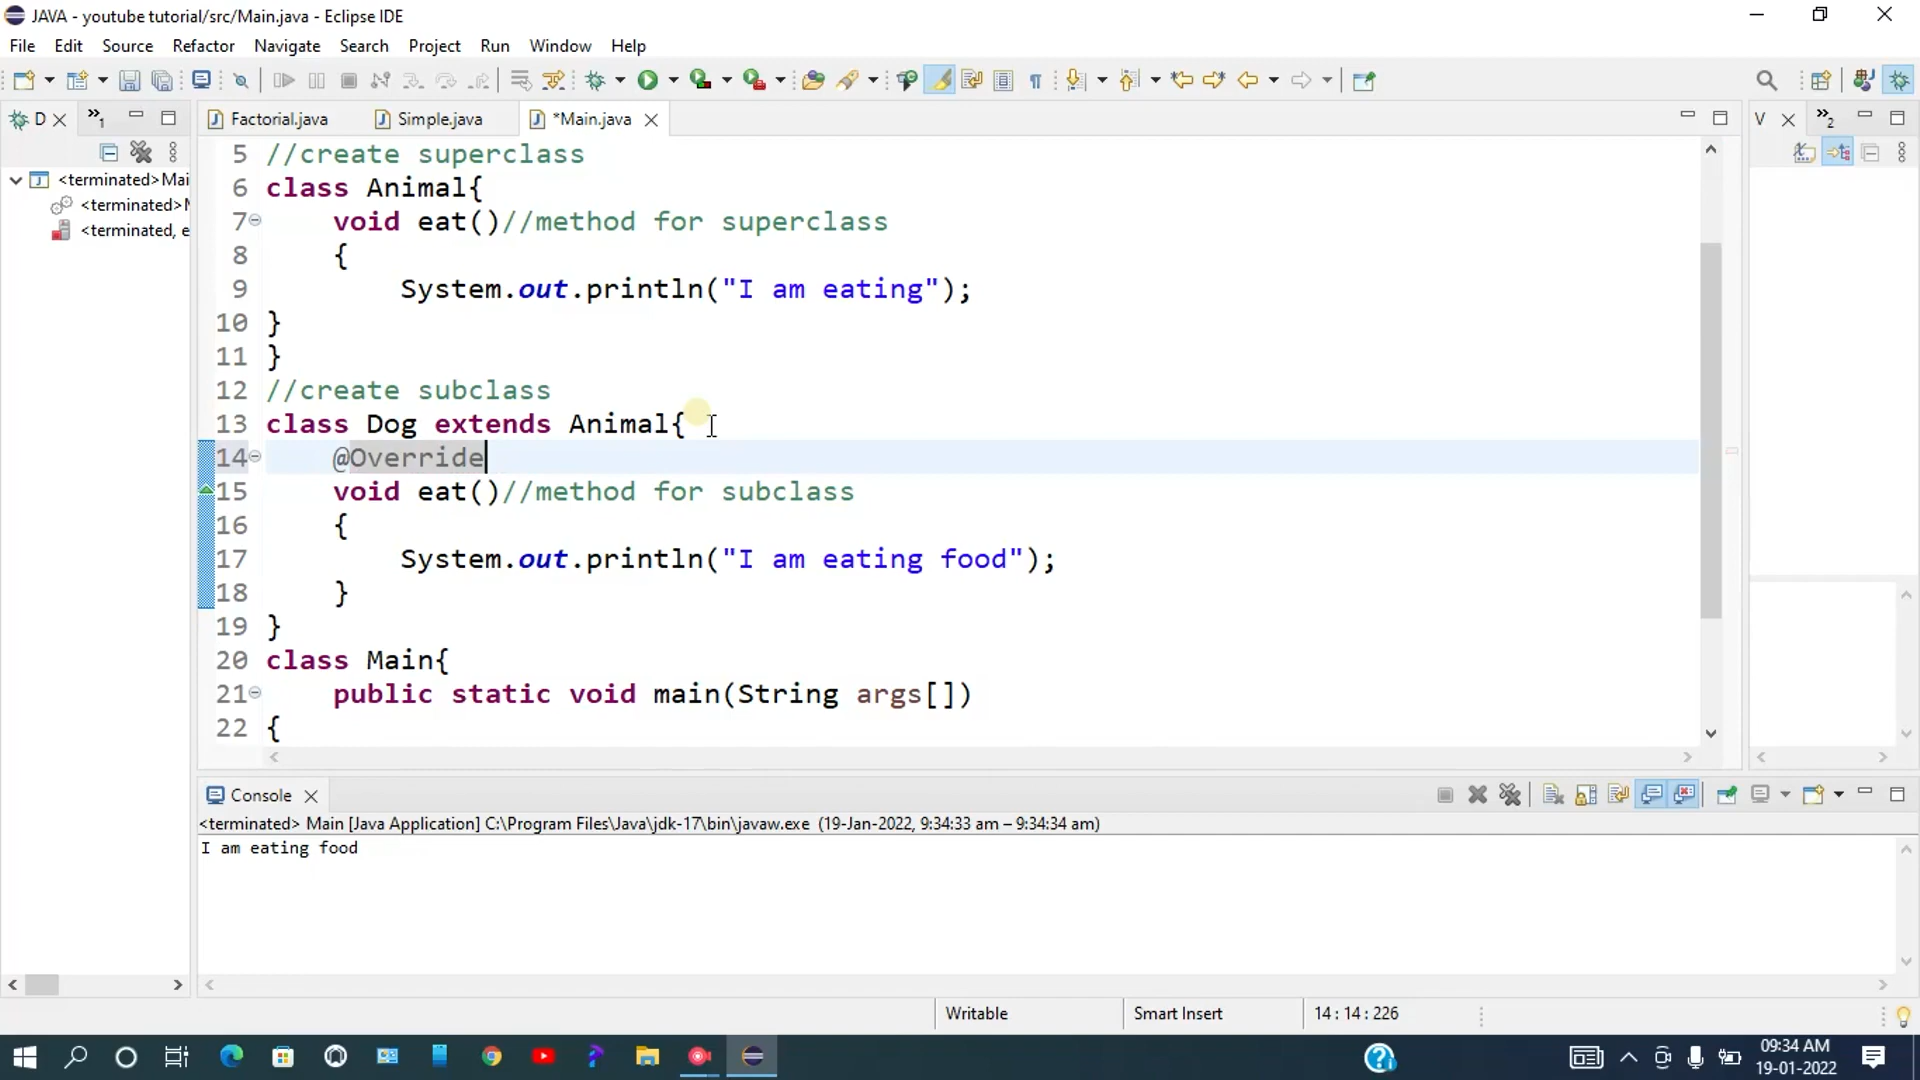 JAVA - youtube tutorial/src/Main.java - Eclipse IDE
File Edit Source Refactor Navigate Search Project Run Window Help
D
»1
Factorial.java
Simple.java
*Main.java
V
»2
<terminated>Mai
<terminated>
<terminated, e
5 //create superclass
6 class Animal{
7 void eat()//method for superclass
8 {
9 System.out.println("I am eating");
10 }
11 }
12 //create subclass
13 class Dog extends Animal{
14 @Override
15 void eat()//method for subclass
16 {
17 System.out.println("I am eating food");
18 }
19 }
20 class Main{
21 public static void main(String args[])
22 {
Console
<terminated> Main [Java Application] C:\Program Files\Java\jdk-17\bin\javaw.exe (19-Jan-2022, 9:34:33 am – 9:34:34 am)
I am eating food
Writable
Smart Insert
14 : 14 : 226
09:34 AM
19-01-2022